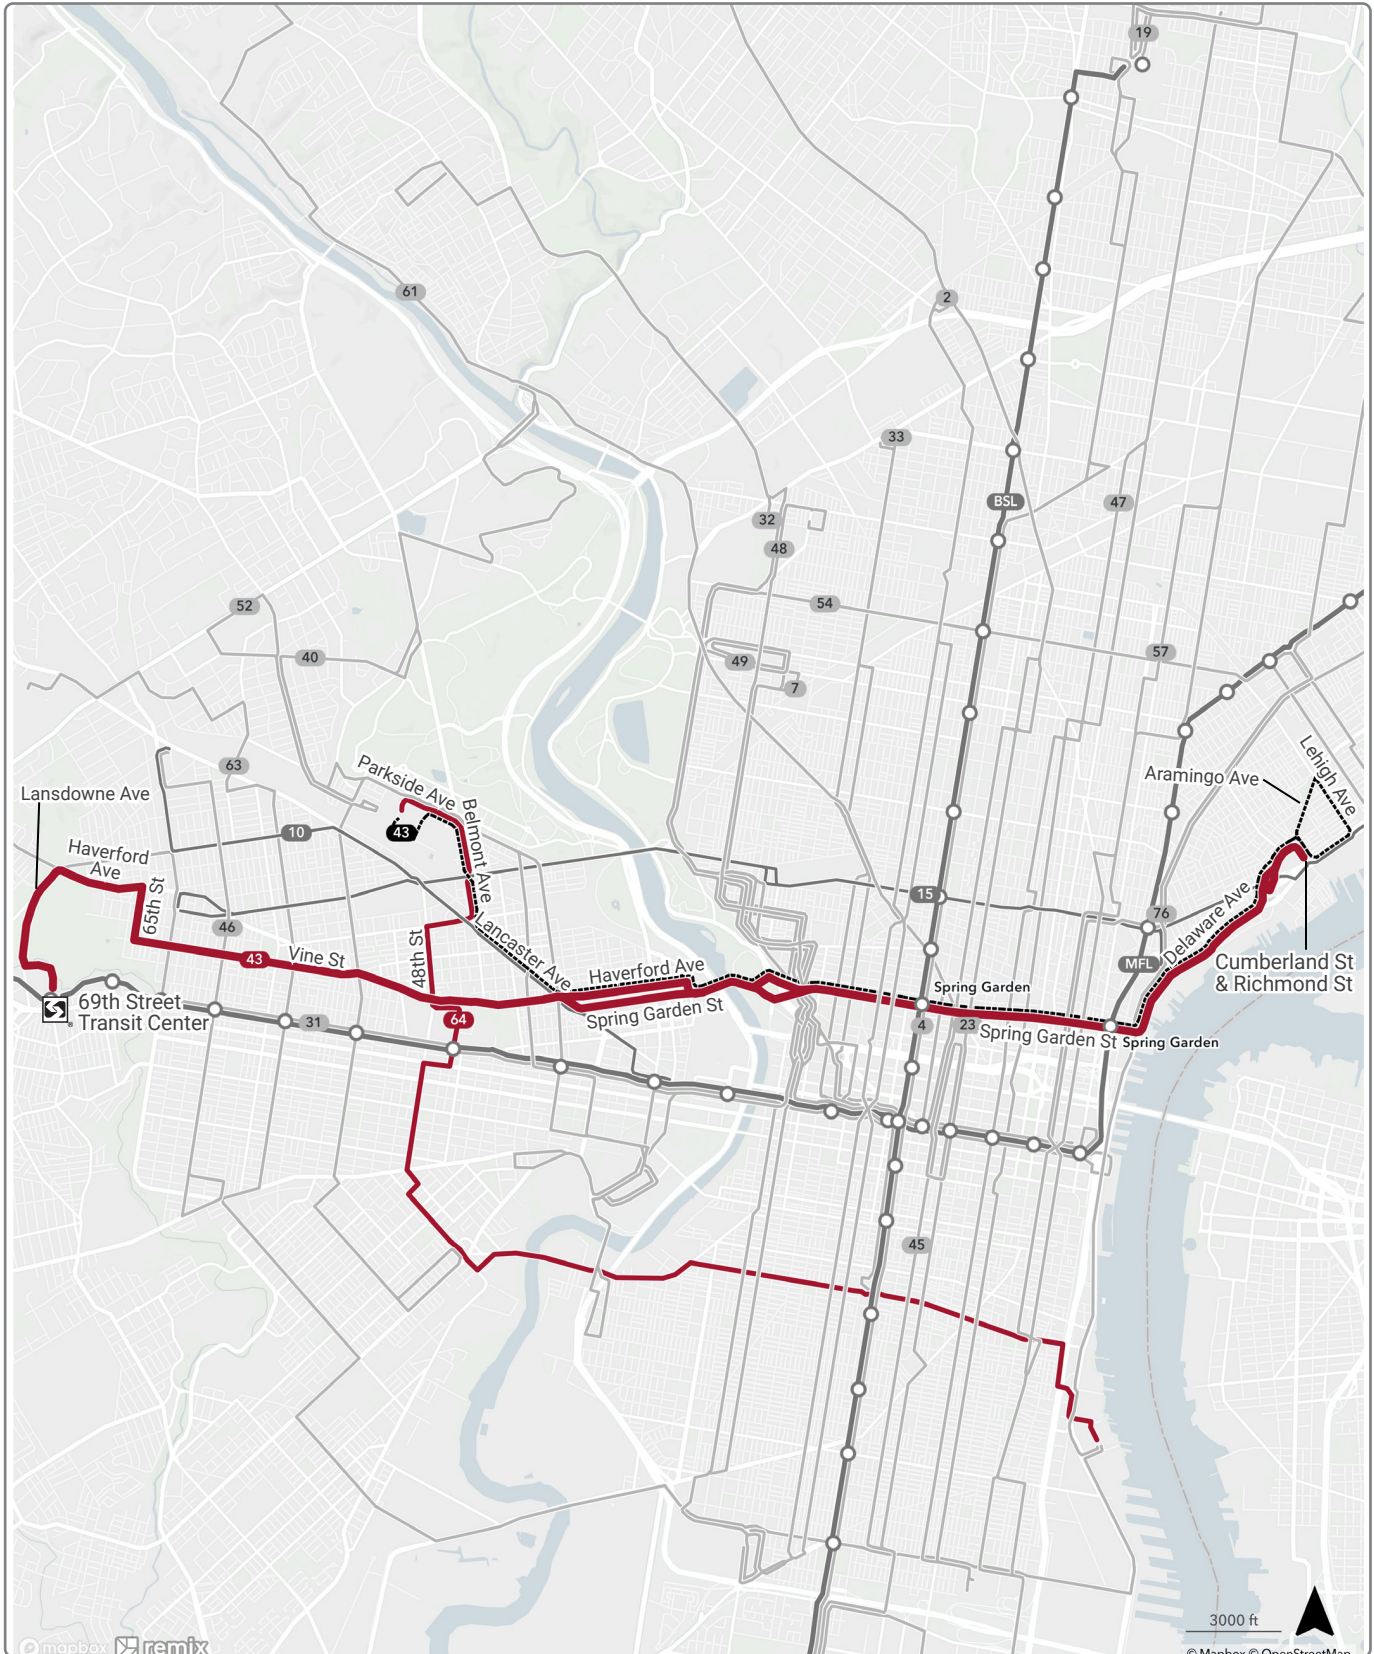 19
61
2
33
BSL
47
32
48
52
54
40
49
57
7
63
Parkside Ave
Lehigh Ave
Aramingo Ave
Lansdowne Ave
Belmont Ave
10
43
Haverford
Ave
65th St
15
76
46
48th St
Lancaster Ave
Delaware Ave
43
Vine St
Haverford Ave
MFL
Cumberland St
& Richmond St
Spring Garden
69th Street
Transit Center
31
64
Spring Garden St
4
23
Spring Garden St
Spring Garden
45
3000 ft
mapbox
remix
© Mapbox © OpenStreetMap